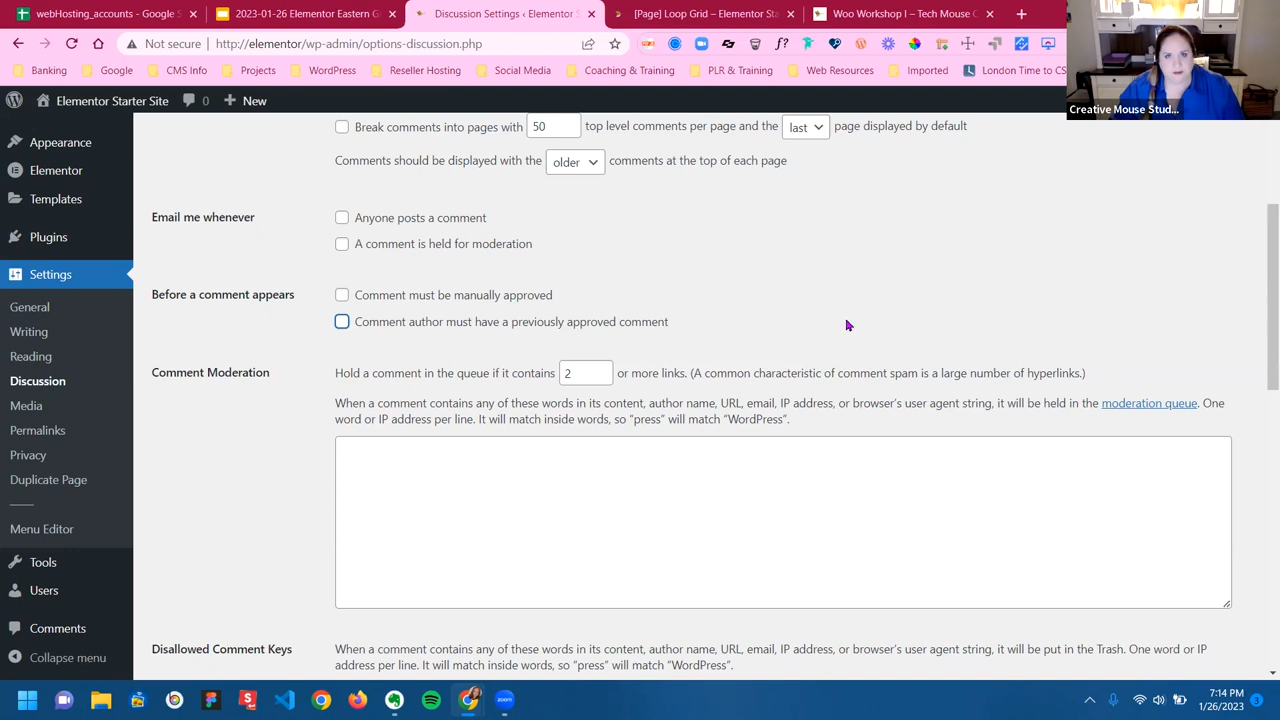 webHosting_accounts - Google S
2023-01-26 Elementor Eastern G
Discussion Settings ‹ Elementor S
[Page] Loop Grid – Elementor Sta
Woo Workshop I – Tech Mouse C
Not secure
http://elementor/wp-admin/options-discussion.php
Banking
Google
CMS Info
Projects
WordPress
Social Media
Coaching & Training
PLR & Training
Web Resources
Importer
London Time to CS
Creative Mouse Stud...
Elementor Starter Site
0
New
Appearance
Elementor
Templates
Plugins
Settings
General
Writing
Reading
Discussion
Media
Permalinks
Privacy
Duplicate Page
Menu Editor
Tools
Users
Comments
Collapse menu
Break comments into pages with 50 top level comments per page and the last page displayed by default
Comments should be displayed with the older comments at the top of each page
Email me whenever
Anyone posts a comment
A comment is held for moderation
Before a comment appears
Comment must be manually approved
Comment author must have a previously approved comment
Comment Moderation
Hold a comment in the queue if it contains 2 or more links. (A common characteristic of comment spam is a large number of hyperlinks.)
When a comment contains any of these words in its content, author name, URL, email, IP address, or browser's user agent string, it will be held in the moderation queue. One
word or IP address per line. It will match inside words, so “press” will match “WordPress”.
Disallowed Comment Keys
When a comment contains any of these words in its content, author name, URL, email, IP address, or browser's user agent string, it will be put in the Trash. One word or IP
address per line. It will match inside words, so “press” will match “WordPress”.
zoom
7:14 PM
1/26/2023
3